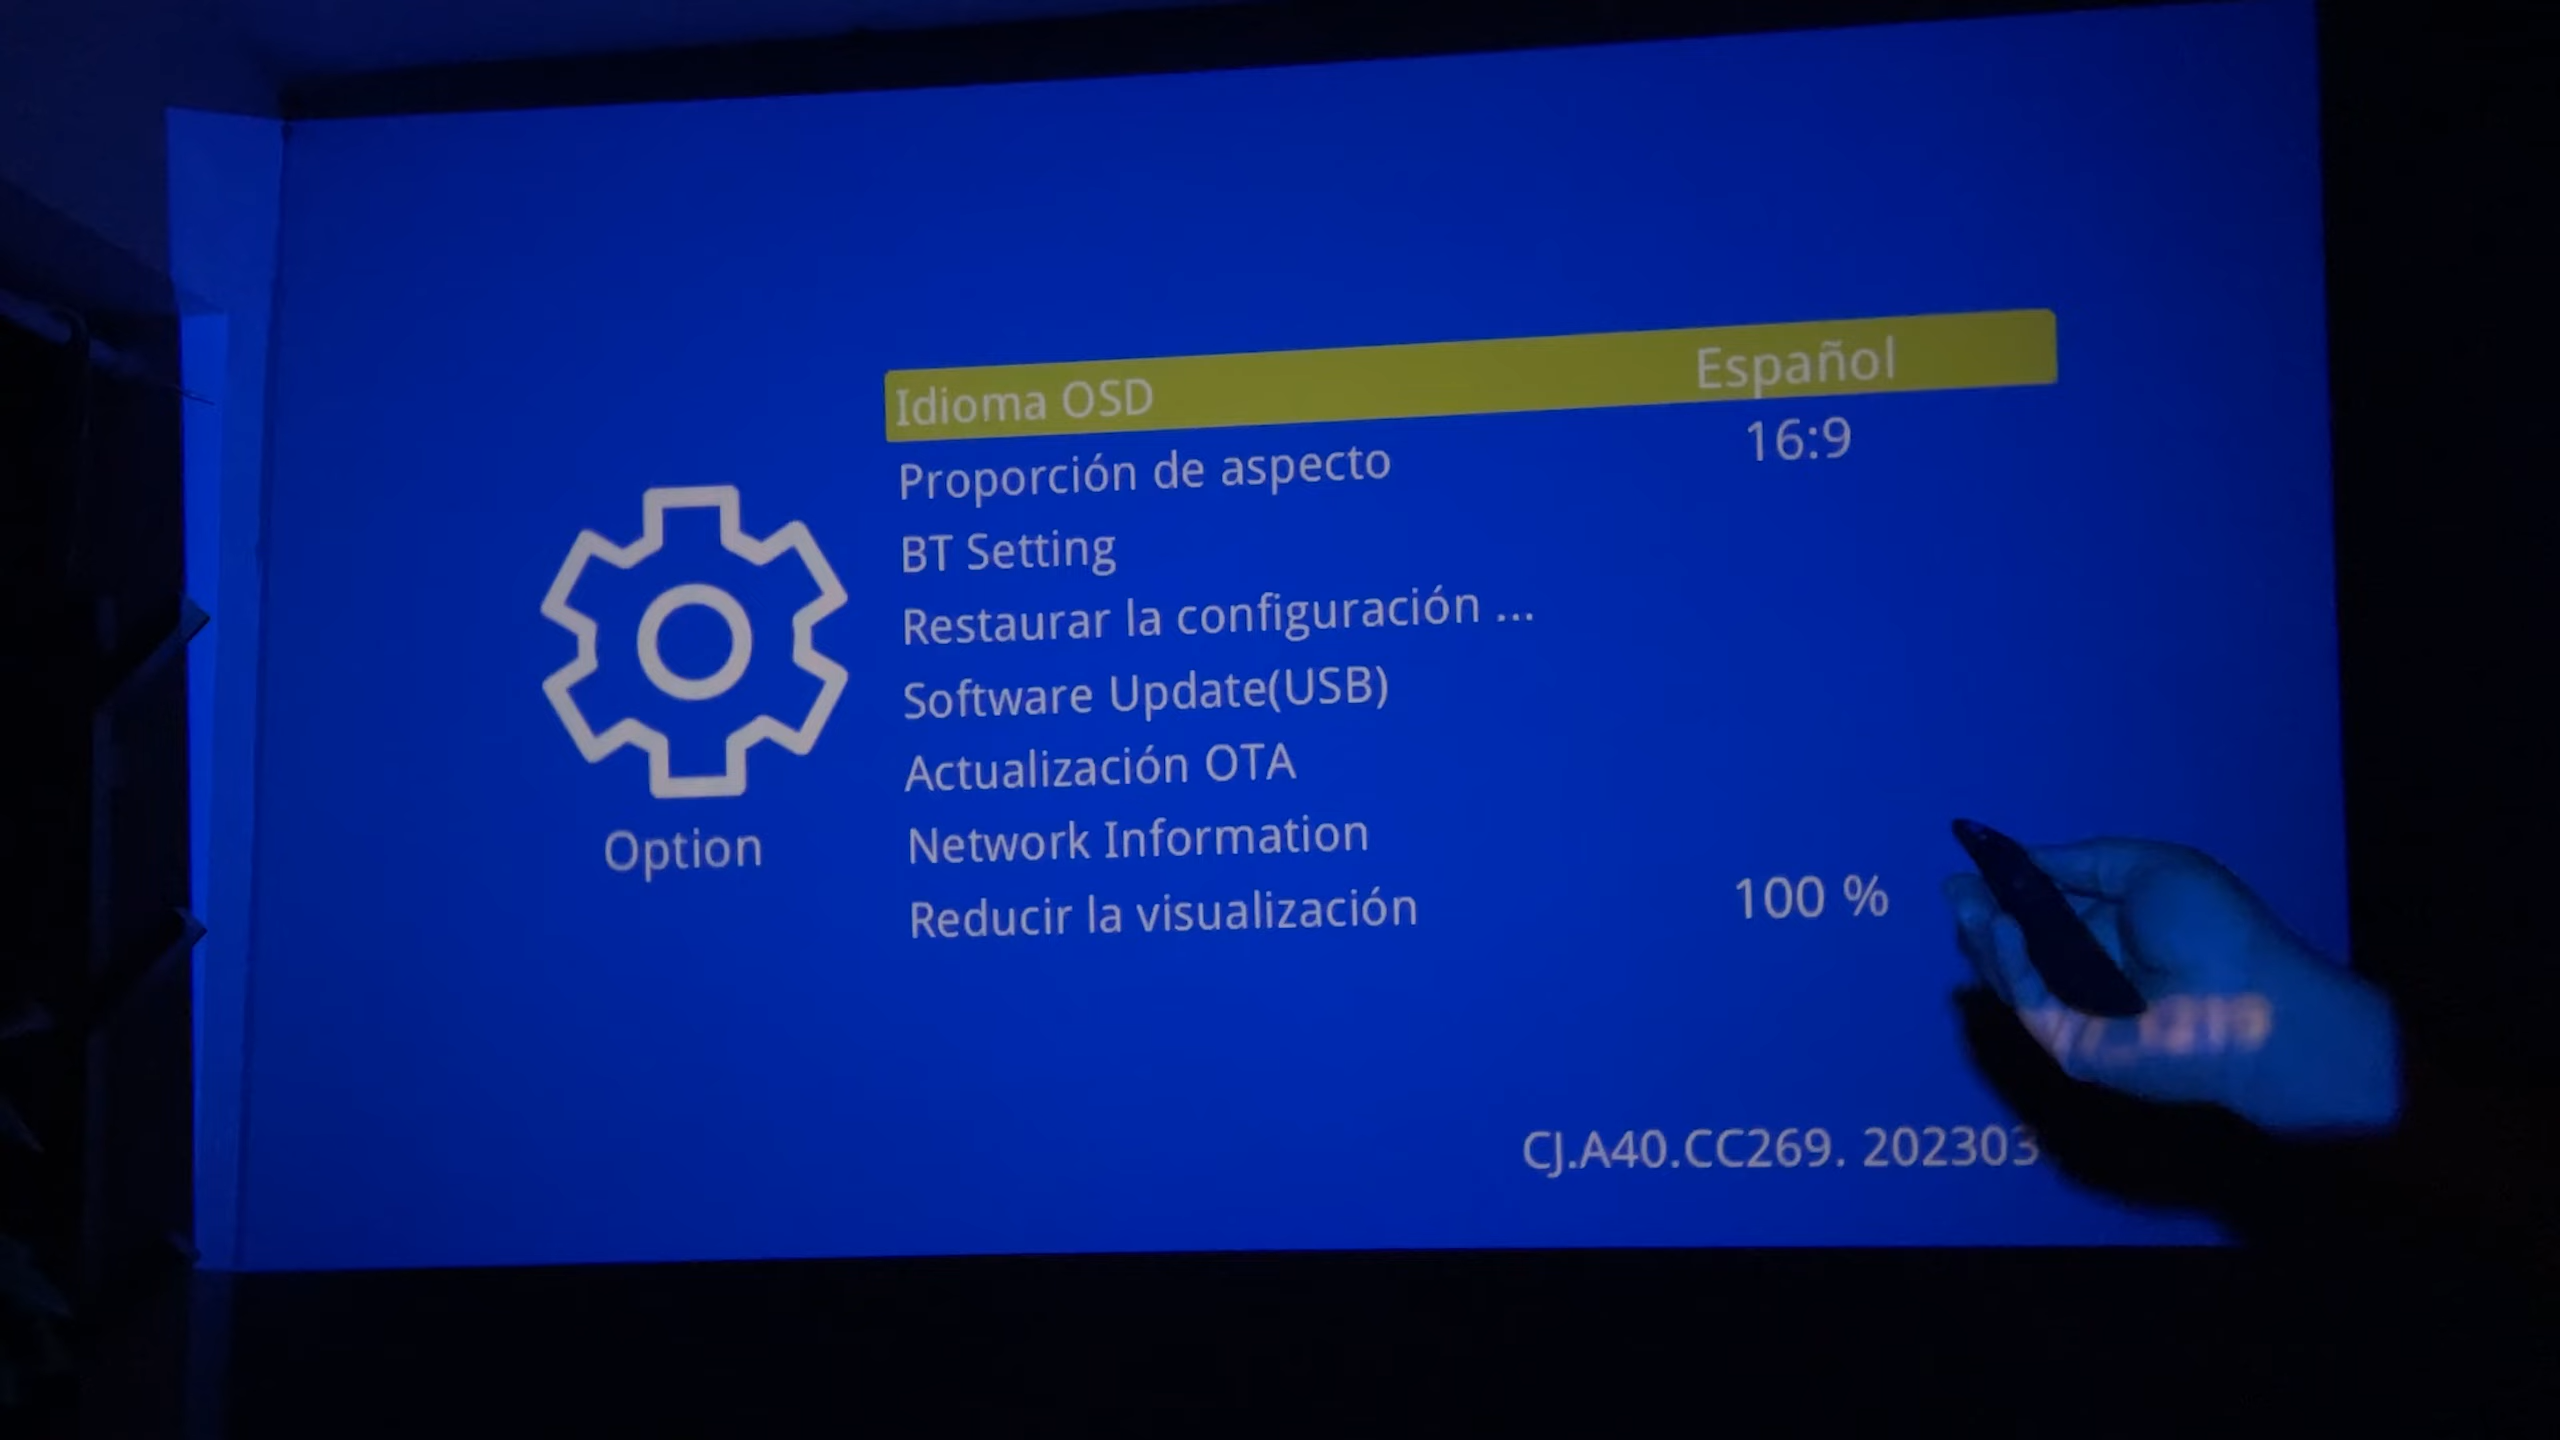 Idioma OSD Español
Proporción de aspecto 16:9
BT Setting
Restaurar la configuración ...
Software Update(USB)
Actualización OTA
Network Information
Reducir la visualización 100 %
Option
CJ.A40.CC269. 202303